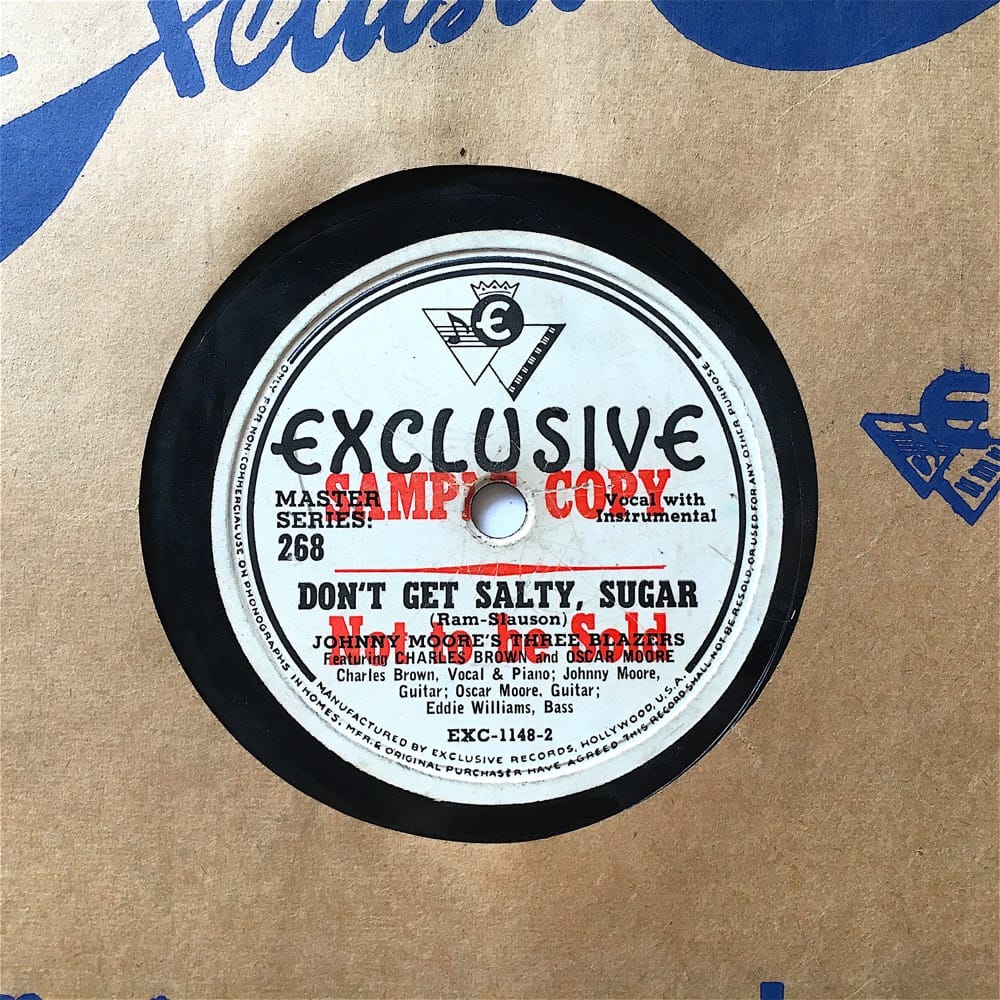 Exclusive
E
EXCLUSIVE
SAMPLE COPY
MASTER
SERIES:
268
Vocal with
Instrumental
DON'T GET SALTY, SUGAR
(Ram-Slauson)
Not to be Sold
JOHNNY MOORE'S THREE BLAZERS
Featuring CHARLES BROWN and OSCAR MOORE
Charles Brown, Vocal & Piano; Johnny Moore,
Guitar; Oscar Moore, Guitar;
Eddie Williams, Bass
EXC-1148-2
MANUFACTURED BY EXCLUSIVE RECORDS, HOLLYWOOD, U.S.A.
ONLY FOR NON-COMMERCIAL USE ON PHONOGRAPHS IN HOMES. MFR. & ORIGINAL PURCHASER HAVE AGREED THIS RECORD SHALL NOT BE RESOLD, OR USED FOR ANY OTHER PURPOSE